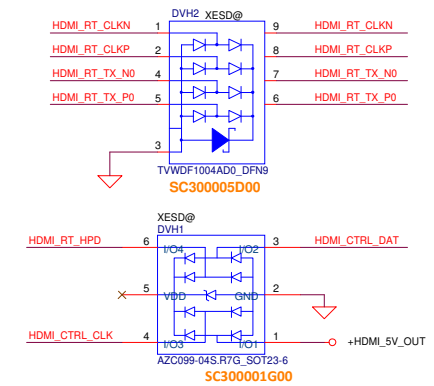 DVH2 XESD@
HDMI_RT_CLKN 1 9 HDMI_RT_CLKN
HDMI_RT_CLKP 2 8 HDMI_RT_CLKP
HDMI_RT_TX_N0 4 7 HDMI_RT_TX_N0
HDMI_RT_TX_P0 5 6 HDMI_RT_TX_P0
3
TVWDF1004AD0_DFN9
SC300005D00
XESD@
DVH1
HDMI_RT_HPD 6 I/O4 I/O2 3 HDMI_CTRL_DAT
5 VDD GND 2
HDMI_CTRL_CLK 4 I/O3 I/O1 1 +HDMI_5V_OUT
AZC099-04S.R7G_SOT23-6
SC300001G00